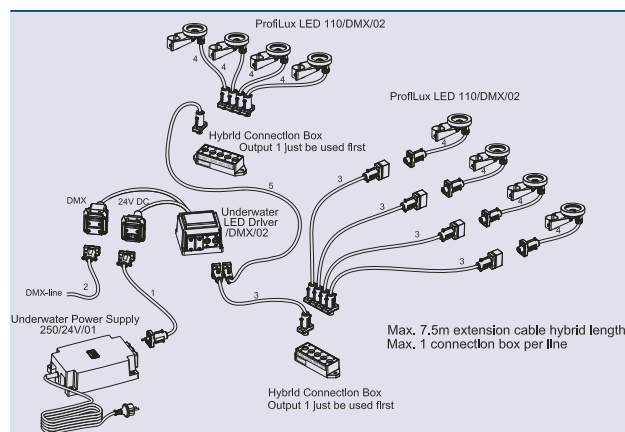 ProfiLux LED 110/DMX/02
4
4
4
4
ProfiLux LED 110/DMX/02
4
Hybrid Connection Box
Output 1 just be used first
3
4
DMX
24V DC
5
3
4
Underwater
LED Driver
/DMX/02
3
4
3
DMX-line
2
1
3
Underwater Power Supply
250/24V/01
Max. 7.5m extension cable hybrid length
Max. 1 connection box per line
Hybrid Connection Box
Output 1 just be used first